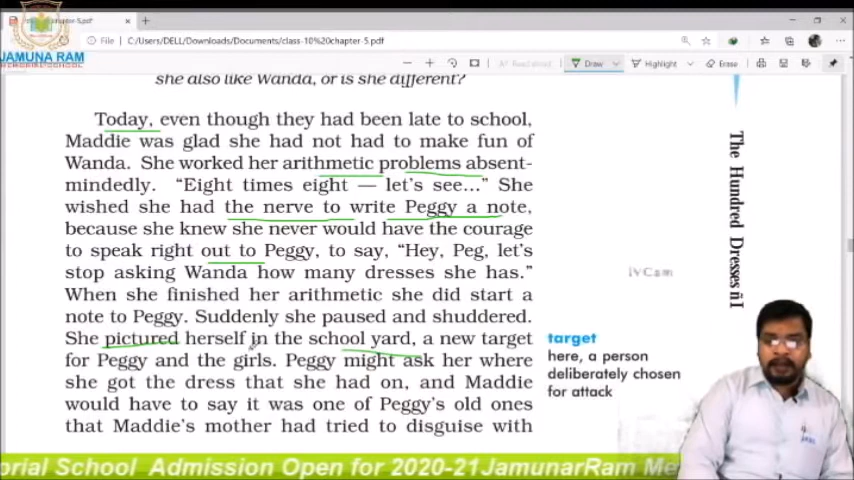 class-10%20chapter-5.pdf
File
C:/Users/DELL/Downloads/Documents/class-10%20chapter-5.pdf
JAMUNA RAM
Read aloud
Draw
Highlight
Erase
she also like Wanda, or is she different?
Today, even though they had been late to school,
Maddie was glad she had not had to make fun of
Wanda. She worked her arithmetic problems absent-
mindedly. “Eight times eight — let’s see...” She
wished she had the nerve to write Peggy a note,
because she knew she never would have the courage
to speak right out to Peggy, to say, “Hey, Peg, let’s
stop asking Wanda how many dresses she has.”
When she finished her arithmetic she did start a
note to Peggy. Suddenly she paused and shuddered.
She pictured herself in the school yard, a new target
for Peggy and the girls. Peggy might ask her where
she got the dress that she had on, and Maddie
would have to say it was one of Peggy’s old ones
that Maddie’s mother had tried to disguise with
The Hundred Dresses ñ I
iVCam
target
here, a person
deliberately chosen
for attack
orial School Admission Open for 2020-21JamunarRam Me